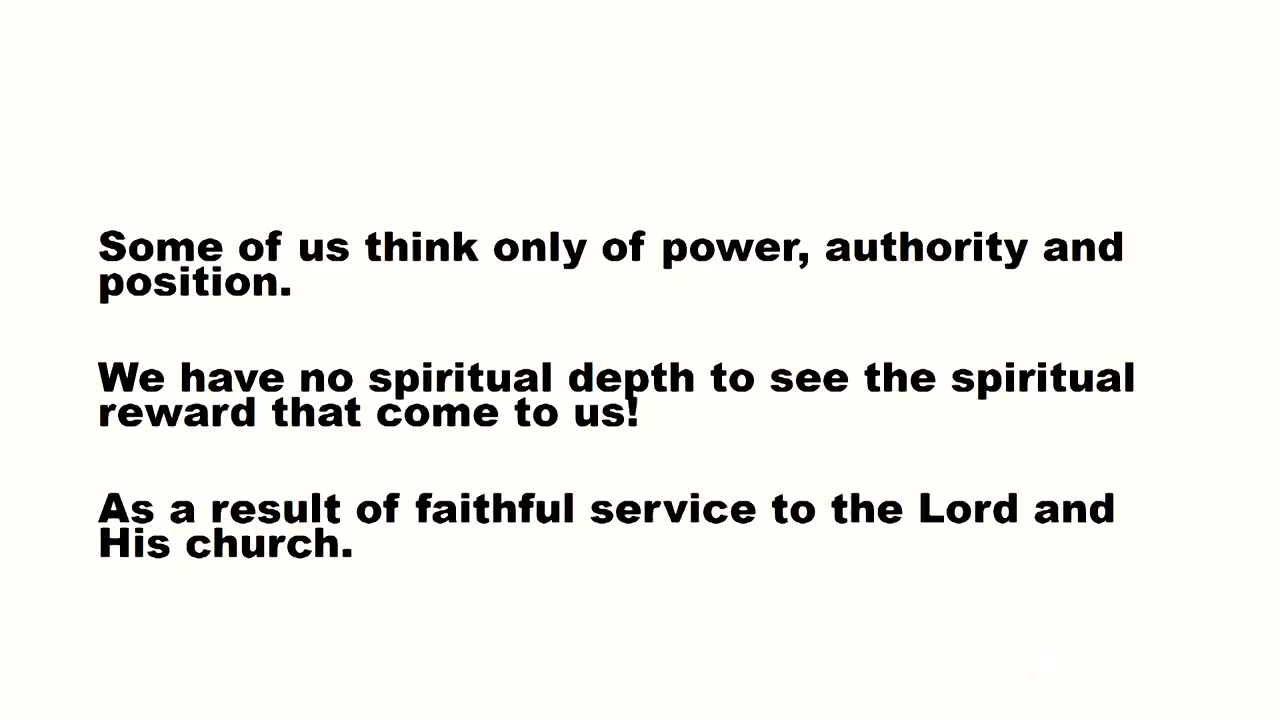 Some of us think only of power, authority and
position.
We have no spiritual depth to see the spiritual
reward that come to us!
As a result of faithful service to the Lord and
His church.